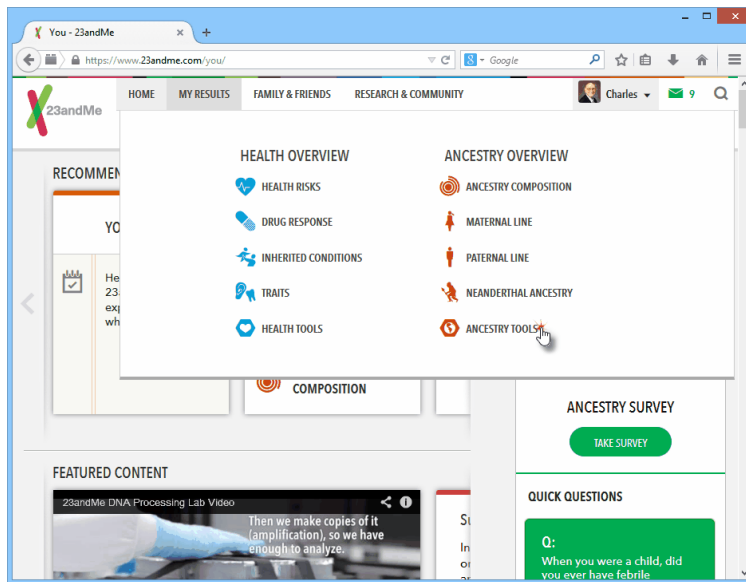 You - 23andMe
https://www.23andme.com/you/
Google
23andMe
HOME MY RESULTS FAMILY & FRIENDS RESEARCH & COMMUNITY Charles 9
RECOMMEN
HEALTH OVERVIEW
HEALTH RISKS
DRUG RESPONSE
INHERITED CONDITIONS
TRAITS
HEALTH TOOLS
ANCESTRY OVERVIEW
ANCESTRY COMPOSITION
MATERNAL LINE
PATERNAL LINE
NEANDERTHAL ANCESTRY
ANCESTRY TOOLS
YO
He
23
exp
wh
COMPOSITION
ANCESTRY SURVEY
TAKE SURVEY
FEATURED CONTENT
23andMe DNA Processing Lab Video
Then we make copies of it
(amplification), so we have
enough to analyze.
Su
In
or
QUICK QUESTIONS
Q:
When you were a child, did
you ever have febrile